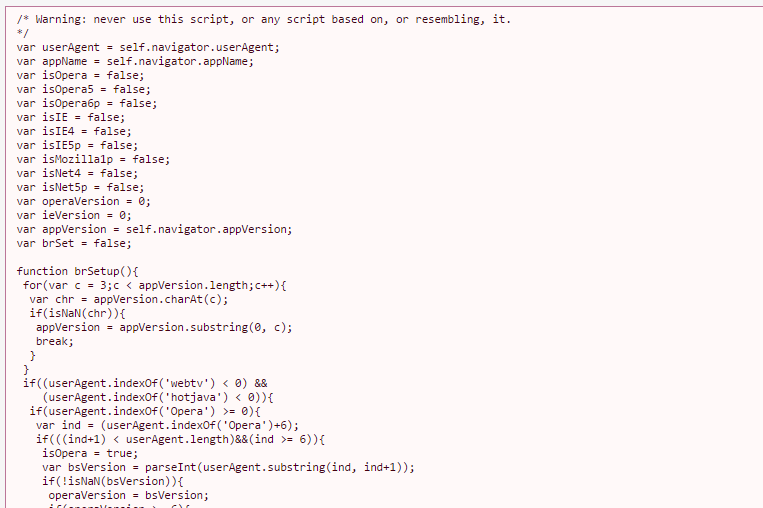 /* Warning: never use this script, or any script based on, or resembling, it.
*/
var userAgent = self.navigator.userAgent;
var appName = self.navigator.appName;
var isOpera = false;
var isOpera5 = false;
var isOpera6p = false;
var isIE = false;
var isIE4 = false;
var isIE5p = false;
var isMozilla1p = false;
var isNet4 = false;
var isNet5p = false;
var operaVersion = 0;
var ieVersion = 0;
var appVersion = self.navigator.appVersion;
var brSet = false;

function brSetup(){
 for(var c = 3;c < appVersion.length;c++){
  var chr = appVersion.charAt(c);
  if(isNaN(chr)){
   appVersion = appVersion.substring(0, c);
   break;
  }
 }
 if((userAgent.indexOf('webtv') < 0) &&
    (userAgent.indexOf('hotjava') < 0)){
  if(userAgent.indexOf('Opera') >= 0){
   var ind = (userAgent.indexOf('Opera')+6);
   if(((ind+1) < userAgent.length)&&(ind >= 6)){
    isOpera = true;
    var bsVersion = parseInt(userAgent.substring(ind, ind+1));
    if(!isNaN(bsVersion)){
     operaVersion = bsVersion;